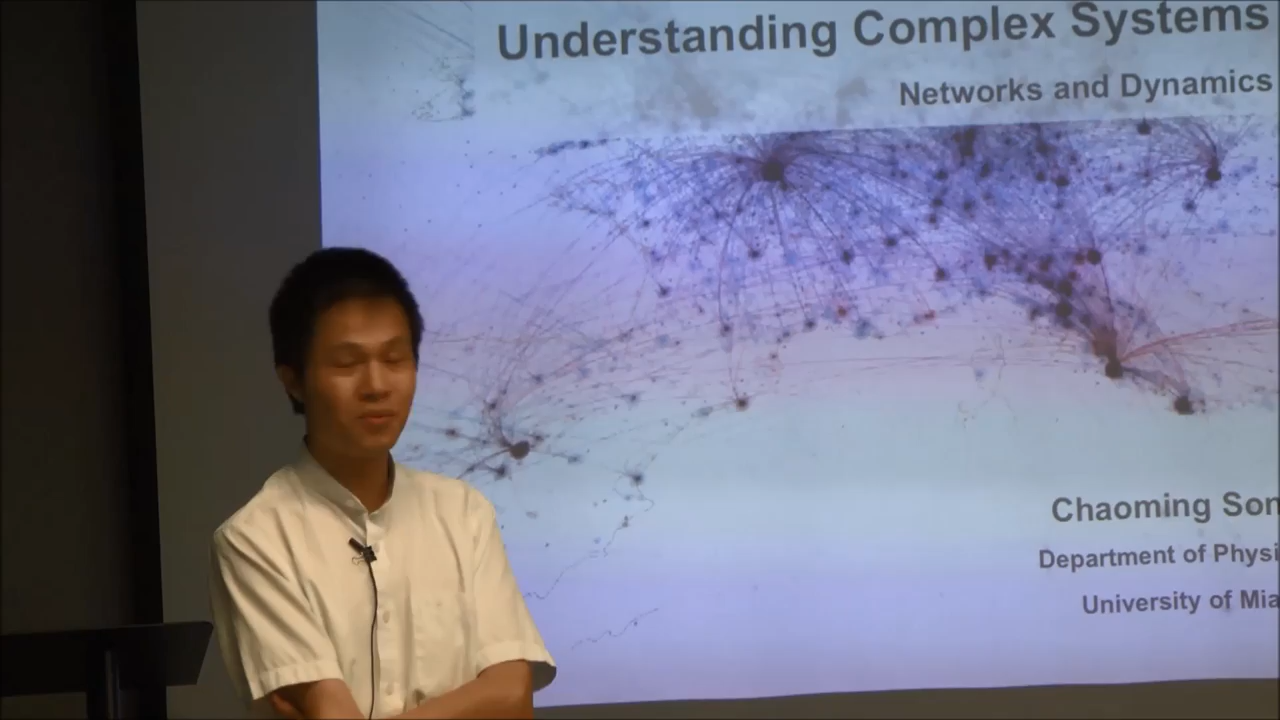 Understanding Complex Systems
Networks and Dynamics
Chaoming Son
Department of Physi
University of Mia